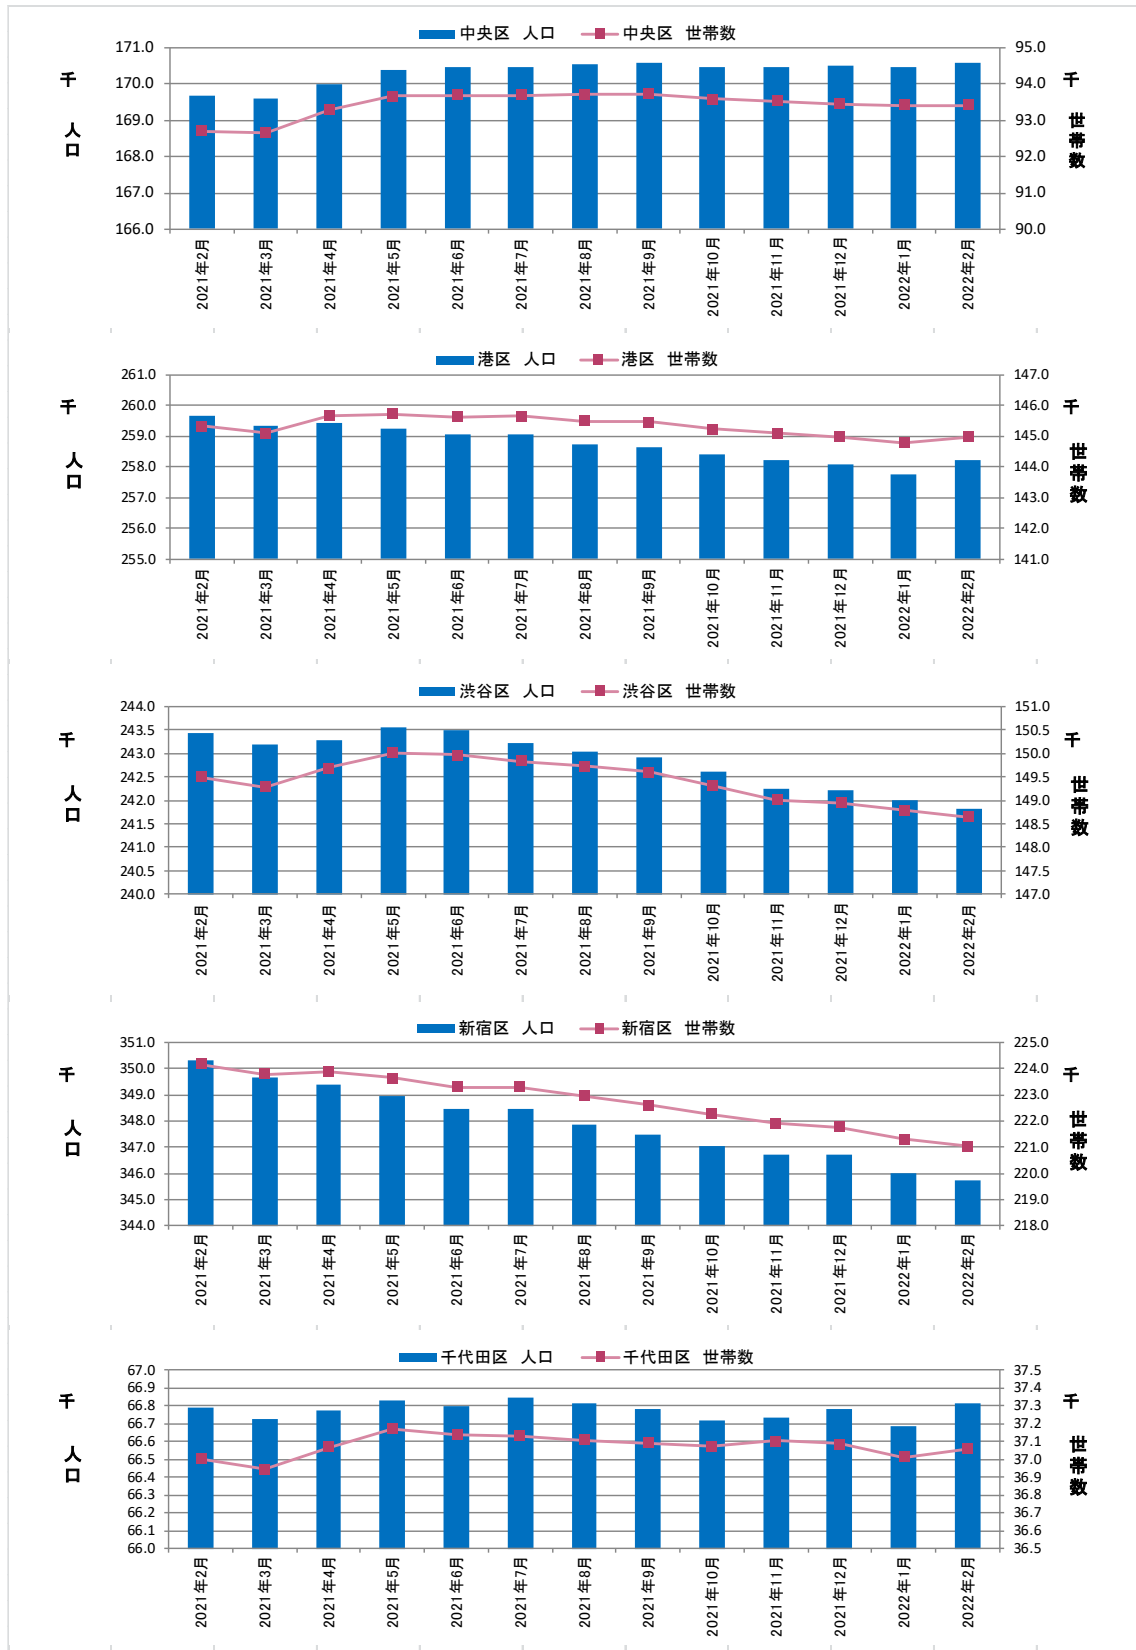 中央区 人口 中央区 世帯数
171.0
170.0
169.0
168.0
167.0
166.0
千
人口
95.0
94.0
93.0
92.0
91.0
90.0
千
世帯数
2021年2月
2021年3月
2021年4月
2021年5月
2021年6月
2021年7月
2021年8月
2021年9月
2021年10月
2021年11月
2021年12月
2022年1月
2022年2月
港区 人口 港区 世帯数
261.0
260.0
259.0
258.0
257.0
256.0
255.0
千
人口
147.0
146.0
145.0
144.0
143.0
142.0
141.0
千
世帯数
2021年2月
2021年3月
2021年4月
2021年5月
2021年6月
2021年7月
2021年8月
2021年9月
2021年10月
2021年11月
2021年12月
2022年1月
2022年2月
渋谷区 人口 渋谷区 世帯数
244.0
243.5
243.0
242.5
242.0
241.5
241.0
240.5
240.0
千
人口
151.0
150.5
150.0
149.5
149.0
148.5
148.0
147.5
147.0
千
世帯数
2021年2月
2021年3月
2021年4月
2021年5月
2021年6月
2021年7月
2021年8月
2021年9月
2021年10月
2021年11月
2021年12月
2022年1月
2022年2月
新宿区 人口 新宿区 世帯数
351.0
350.0
349.0
348.0
347.0
346.0
345.0
344.0
千
人口
225.0
224.0
223.0
222.0
221.0
220.0
219.0
218.0
千
世帯数
2021年2月
2021年3月
2021年4月
2021年5月
2021年6月
2021年7月
2021年8月
2021年9月
2021年10月
2021年11月
2021年12月
2022年1月
2022年2月
千代田区 人口 千代田区 世帯数
67.0
66.9
66.8
66.7
66.6
66.5
66.4
66.3
66.2
66.1
66.0
千
人口
37.5
37.4
37.3
37.2
37.1
37.0
36.9
36.8
36.7
36.6
36.5
千
世帯数
2021年2月
2021年3月
2021年4月
2021年5月
2021年6月
2021年7月
2021年8月
2021年9月
2021年10月
2021年11月
2021年12月
2022年1月
2022年2月